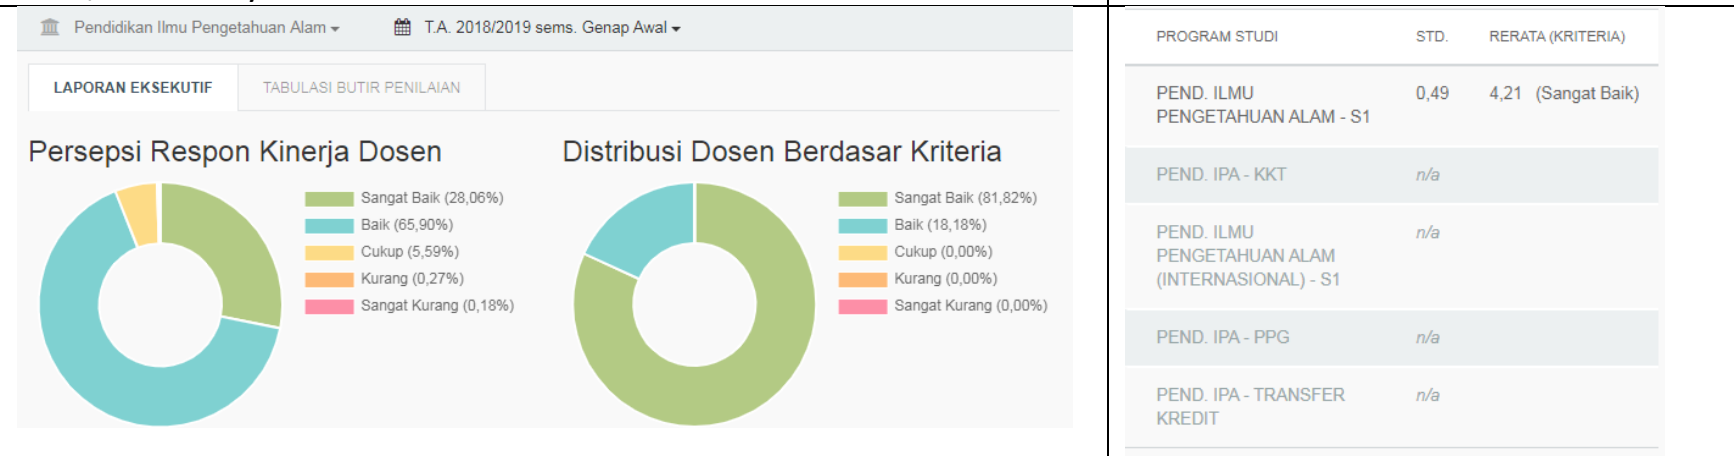 Pendidikan Ilmu Pengetahuan Alam
T.A. 2018/2019 sems. Genap Awal
LAPORAN EKSEKUTIF
TABULASI BUTIR PENILAIAN
Persepsi Respon Kinerja Dosen
Sangat Baik (28,06%)
Baik (65,90%)
Cukup (5,59%)
Kurang (0,27%)
Sangat Kurang (0,18%)
Distribusi Dosen Berdasar Kriteria
Sangat Baik (81,82%)
Baik (18,18%)
Cukup (0,00%)
Kurang (0,00%)
Sangat Kurang (0,00%)
PROGRAM STUDI STD. RERATA (KRITERIA)
PEND. ILMU 0,49 4,21 (Sangat Baik)
PENGETAHUAN ALAM - S1
PEND. IPA - KKT n/a
PEND. ILMU n/a
PENGETAHUAN ALAM
(INTERNASIONAL) - S1
PEND. IPA - PPG n/a
PEND. IPA - TRANSFER n/a
KREDIT